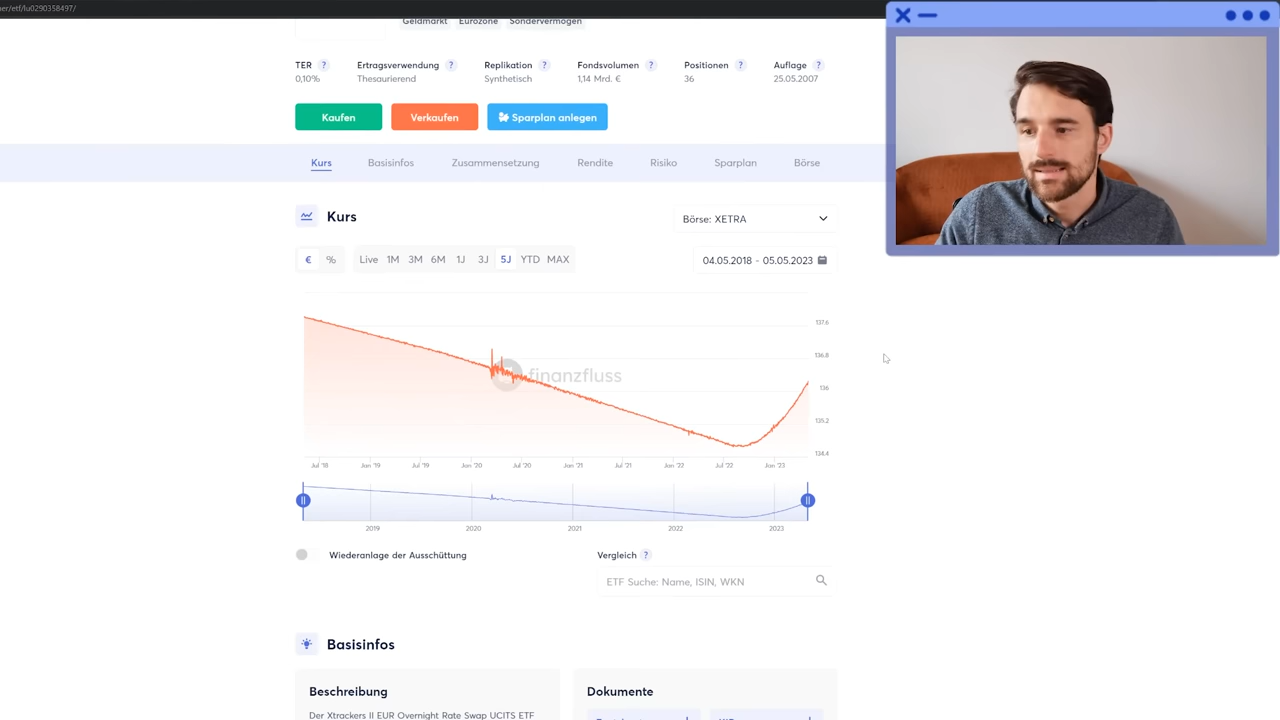 er/etf/lu0290358497/
Geldmarkt Eurozone Sondervermögen
TER ? Ertragsverwendung ? Replikation ? Fondsvolumen ? Positionen ? Auflage ?
0,10% Thesaurierend Synthetisch 1,14 Mrd. € 36 25.05.2007
Kaufen Verkaufen Sparplan anlegen
Kurs Basisinfos Zusammensetzung Rendite Risiko Sparplan Börse
Kurs Börse: XETRA
€ % Live 1M 3M 6M 1J 3J 5J YTD MAX 04.05.2018 - 05.05.2023
137.6
136.8
finanzfluss
136
135.2
134.4
Jul '18 Jan '19 Jul '19 Jan '20 Jul '20 Jan '21 Jul '21 Jan '22 Jul '22 Jan '23
2019 2020 2021 2022 2023
Wiederanlage der Ausschüttung Vergleich ?
ETF Suche: Name, ISIN, WKN
Basisinfos
Beschreibung Dokumente
Der Xtrackers II EUR Overnight Rate Swap UCITS ETF